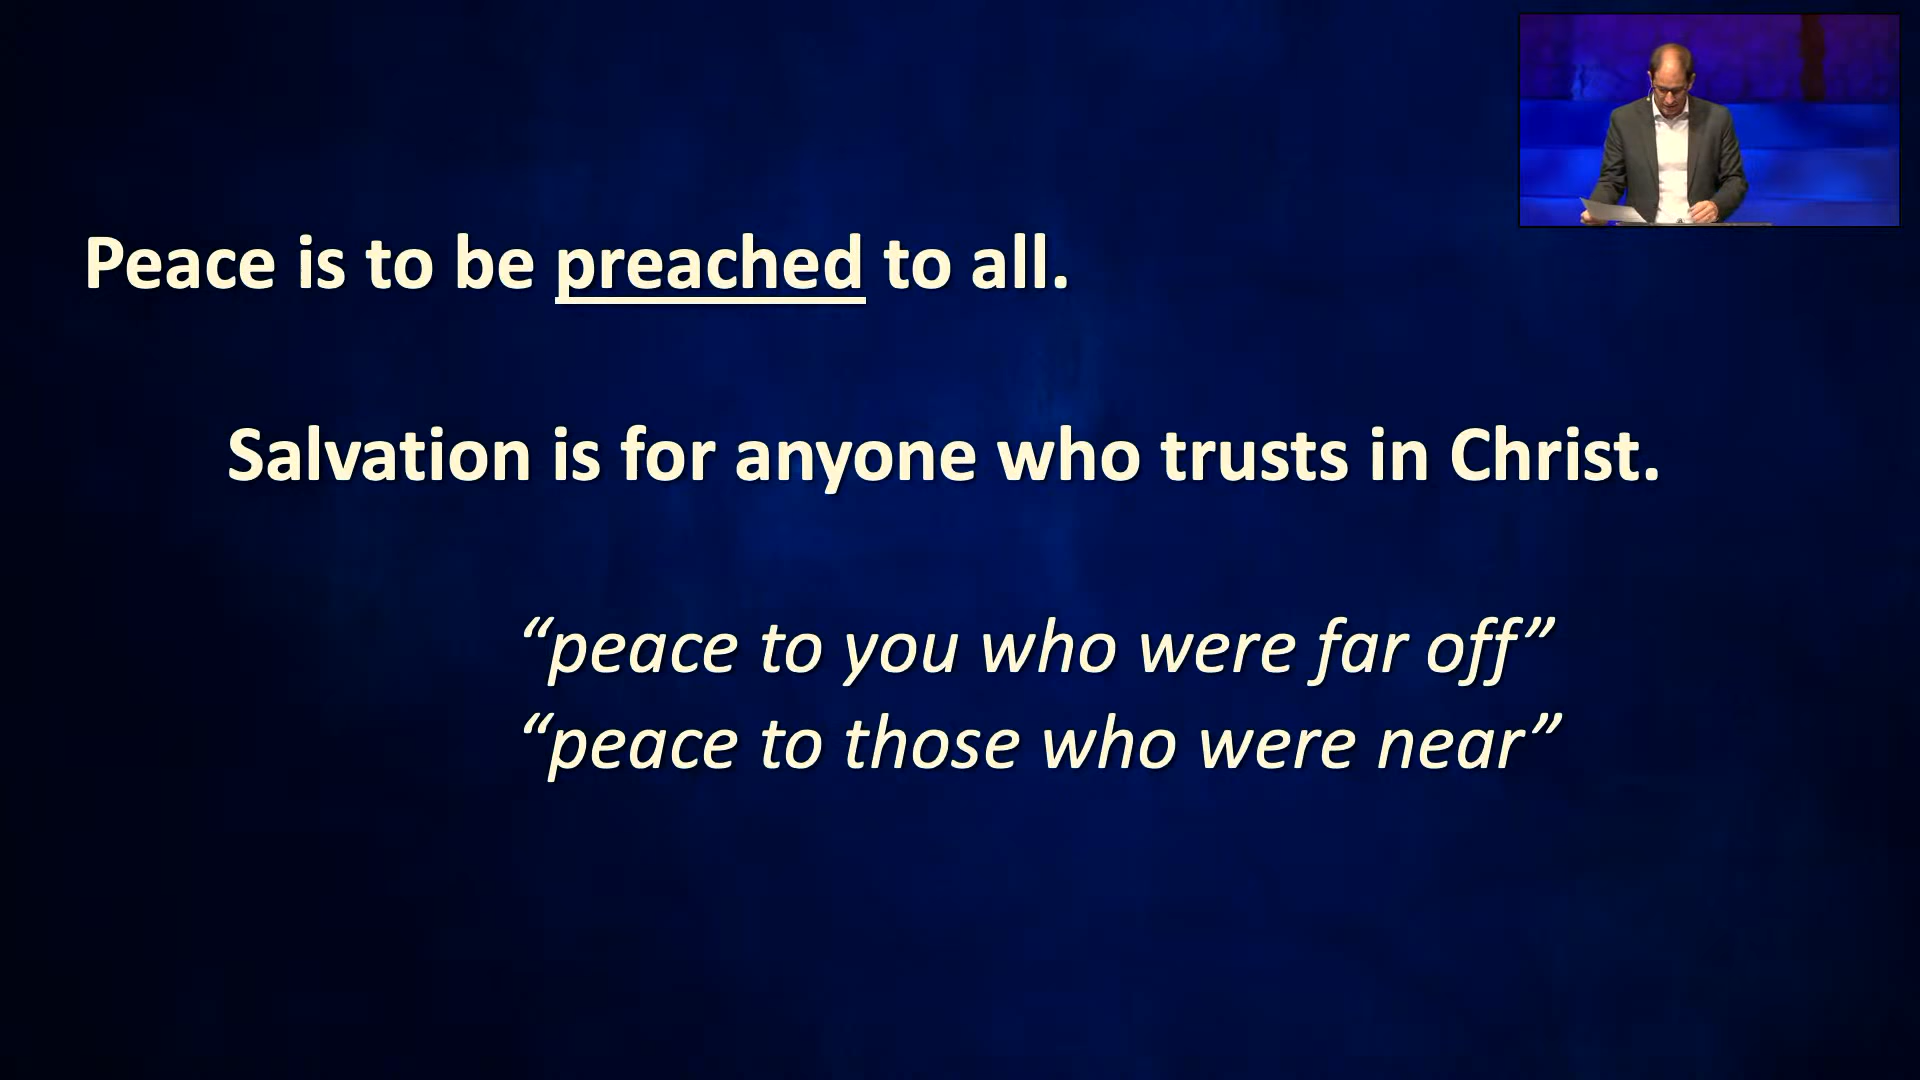 Peace is to be preached to all.
Salvation is for anyone who trusts in Christ.
“peace to you who were far off”
“peace to those who were near”